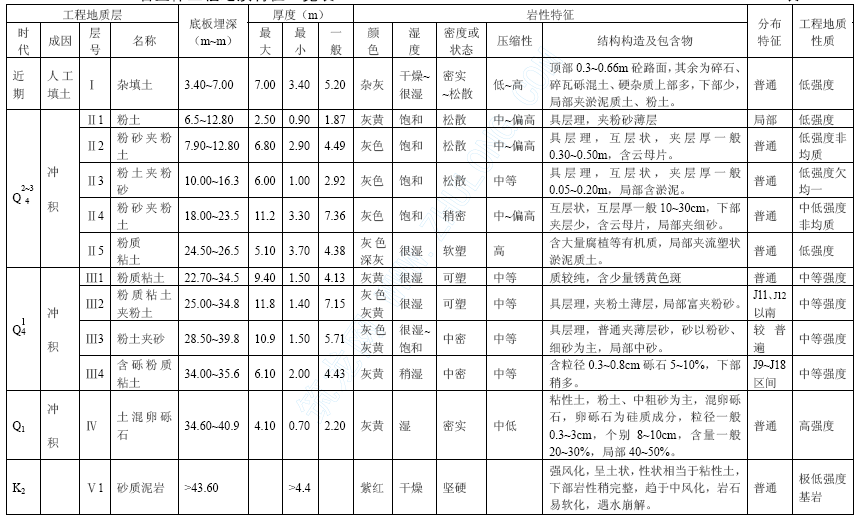 工程地质层 底板埋深(m~m) 厚度（m） 岩性特征 分布特征 工程地质性质
时代 成因 层号 名称 最大 最小 一般 颜色 湿度 密度或状态 压缩性 结构构造及包含物
近期 人工填土 Ⅰ 杂填土 3.40~7.00 7.00 3.40 5.20 杂灰 干燥~很湿 密实~松散 低~高 顶部0.3~0.66m砼路面，其余为碎石、碎瓦砾混土、硬杂质上部多，下部少，局部夹淤泥质土、粉土。 普通 低强度
Q₄²~³ 冲积 Ⅱ1 粉土 6.5~12.80 2.50 0.90 1.87 灰黄 饱和 松散 中~偏高 具层理，夹粉砂薄层 局部 低强度
Ⅱ2 粉砂夹粉土 7.90~12.80 6.80 2.90 4.49 灰色 饱和 松散 中~偏高 具层理，互层状，夹层厚一般0.30~0.50m，含云母片。 普通 低强度非均质
Ⅱ3 粉土夹粉砂 10.00~16.3 6.00 1.00 2.92 灰色 饱和 松散 中等 具层理，互层状，夹层厚一般0.05~0.20m，局部含淤泥。 普通 低强度欠均一
Ⅱ4 粉砂夹粉土 18.00~23.5 11.2 3.30 7.36 灰色 饱和 稍密 中~偏高 互层状，互层厚一般10~30cm，下部夹层少，含云母片，局部夹细砂。 普通 中低强度非均质
Ⅱ5 粉质粘土 24.50~26.5 5.10 3.70 4.38 灰色深灰 很湿 软塑 高 含大量腐植等有机质，局部夹流塑状淤泥质土。 普通 低强度
Q₄¹ 冲积 Ⅲ1 粉质粘土 22.70~34.5 9.40 1.50 4.13 灰黄 很湿 可塑 中等 质较纯，含少量锈黄色斑 普通 中等强度
Ⅲ2 粉质粘土夹粉土 25.00~34.8 11.8 1.40 7.15 灰色灰黄 很湿 可塑 中等 具层理，夹粉土薄层，局部富夹粉砂。 J11、J12以南 中等强度
Ⅲ3 粉土夹砂 28.50~39.8 10.9 1.50 5.71 灰色灰黄 很湿~饱和 中密 中等 具层理，普通夹薄层砂，砂以粉砂、细砂为主，局部中砂。 较普遍 中等强度
Ⅲ4 含砾粉质粘土 34.00~35.6 6.10 2.00 4.43 灰黄 稍湿 中密 中等 含粒径0.3~0.8cm砾石5~10%，下部稍多。 J9~J18区间 中等强度
Q₁ 冲积 Ⅳ 土混卵砾石 34.60~40.9 4.10 0.70 2.20 灰黄 湿 密实 中低 粘性土，粉土、中粗砂为主，混卵砾石，卵砾石为硅质成分，粒径一般0.3~3cm，个别8~10cm，含量一般20~30%，局部40~50%。 普通 高强度
K₂ Ⅴ1 砂质泥岩 >43.60 >4.4 紫红 干燥 坚硬 强风化，呈土状，性状相当于粘性土，下部岩性稍完整，趋于中风化，岩石易软化，遇水崩解。 普通 极低强度基岩